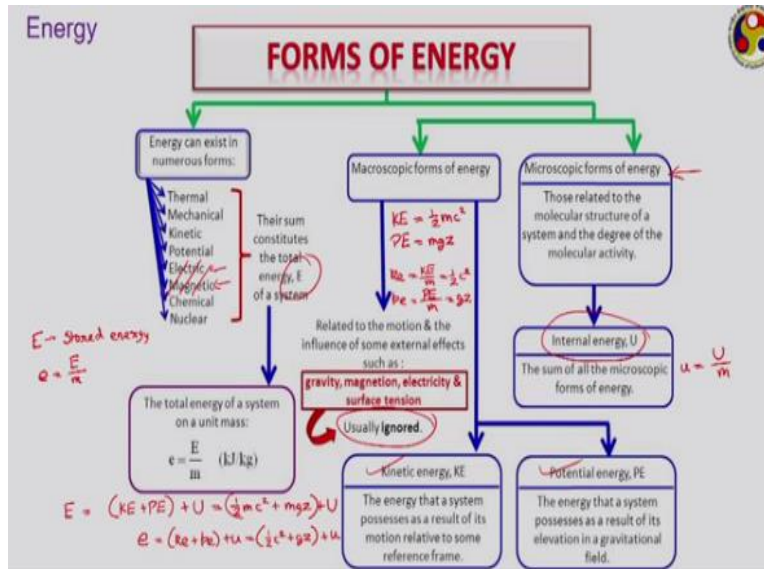 Energy
FORMS OF ENERGY
Energy can exist in
numerous forms:
Thermal
Mechanical
Kinetic
Potential
Electric
Magnetic
Chemical
Nuclear
Their sum
constitutes
the total
energy, E
of a system
E → stored energy
e = E/m
The total energy of a system
on a unit mass:
e = E/m (kJ/kg)
Macroscopic forms of energy
KE = ½mc²
PE = mgz
ke = KE/m = ½c²
pe = PE/m = gz
Related to the motion & the
influence of some external effects
such as :
gravity, magnetion, electricity &
surface tension
Usually ignored.
Microscopic forms of energy
Those related to the
molecular structure of a
system and the degree of the
molecular activity.
Internal energy, U
The sum of all the microscopic
forms of energy.
u = U/m
Kinetic energy, KE
The energy that a system
possesses as a result of its
motion relative to some
reference frame.
Potential energy, PE
The energy that a system
possesses as a result of its
elevation in a gravitational
field.
E = (KE+PE) + U = (½mc² + mgz) + U
e = (ke+pe) + u = (½c² + gz) + u